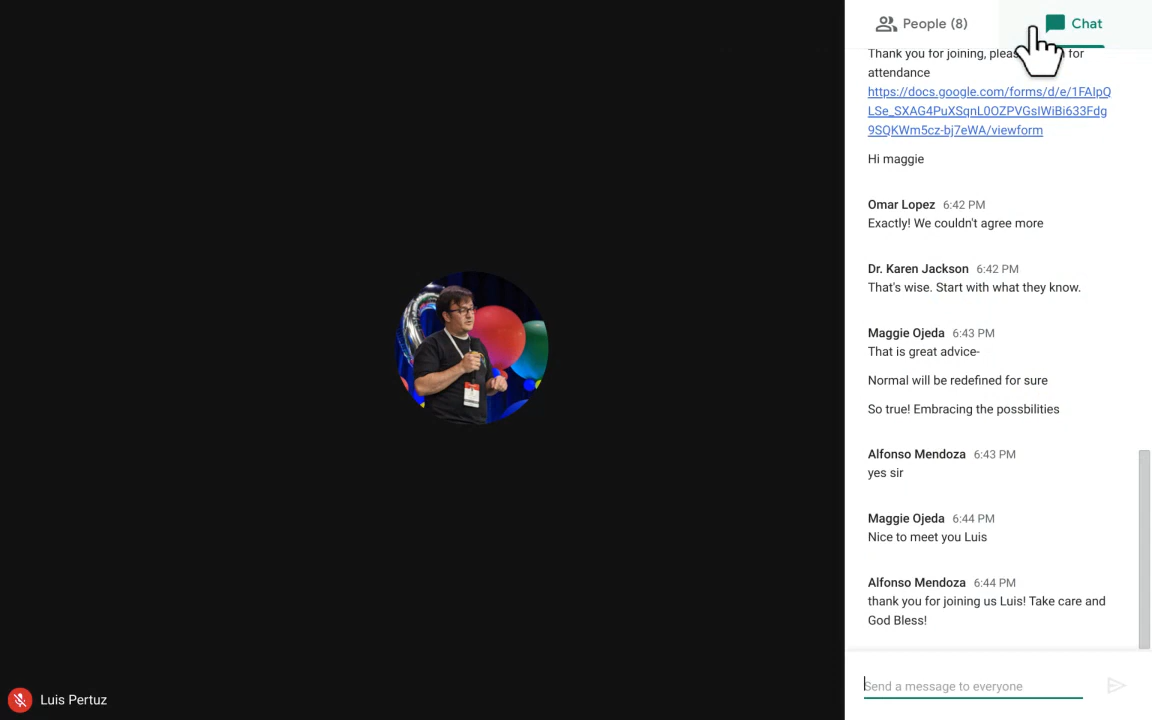 People (8)
Chat
Thank you for joining, for
attendance
https://docs.google.com/forms/d/e/1FAIpQ
LSe_SXAG4PuXSqnL0OZPVGsIWiBi633Fdg
9SQKWm5cz-bj7eWA/viewform
Hi maggie
Omar Lopez 6:42 PM
Exactly! We couldn't agree more
Dr. Karen Jackson 6:42 PM
That's wise. Start with what they know.
Maggie Ojeda 6:43 PM
That is great advice-
Normal will be redefined for sure
So true! Embracing the possbilities
Alfonso Mendoza 6:43 PM
yes sir
Maggie Ojeda 6:44 PM
Nice to meet you Luis
Alfonso Mendoza 6:44 PM
thank you for joining us Luis! Take care and
God Bless!
Send a message to everyone
Luis Pertuz